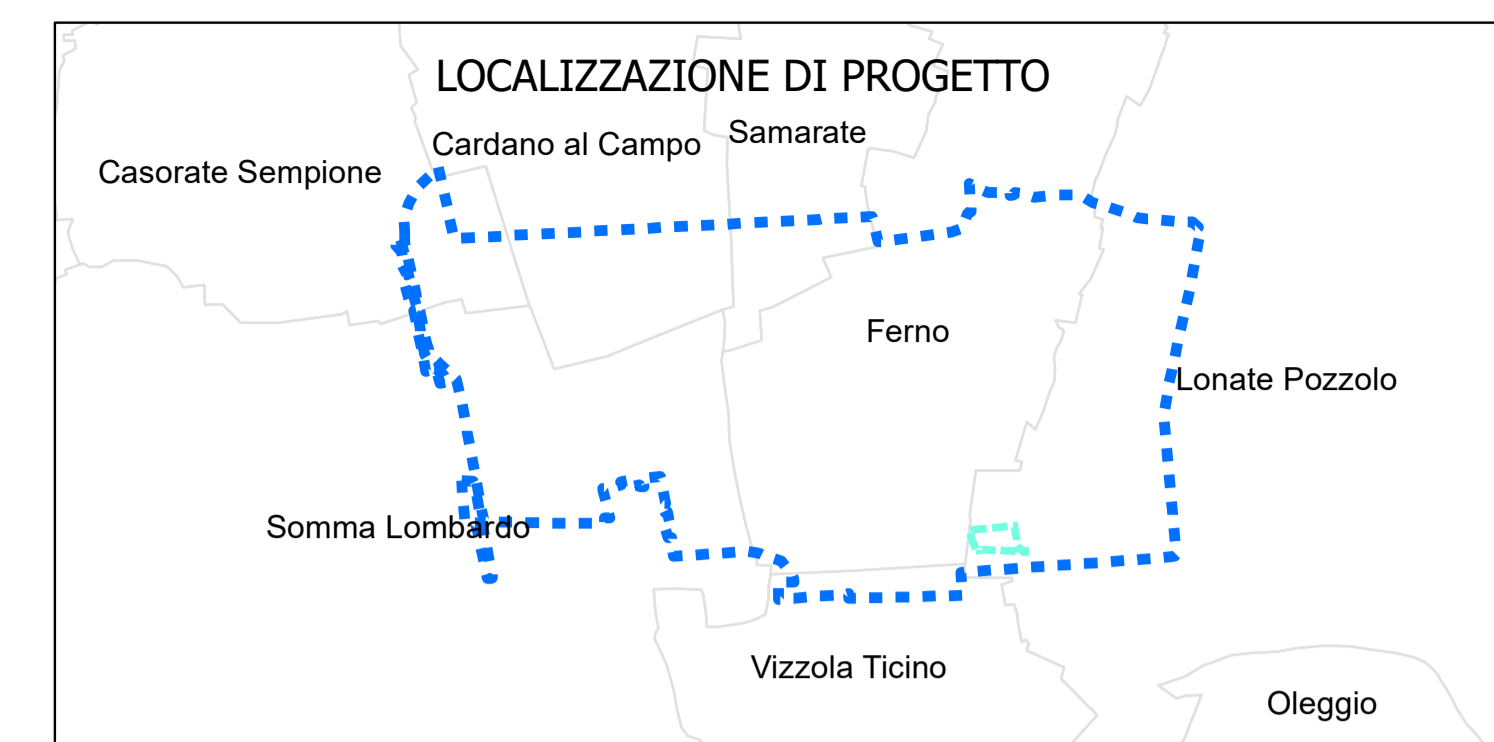 LOCALIZZAZIONE DI PROGETTO
Samarate
Cardano al Campo
Casorate Sempione
Ferno
Lonate Pozzolo
Somma Lombardo
Vizzola Ticino
Oleggio